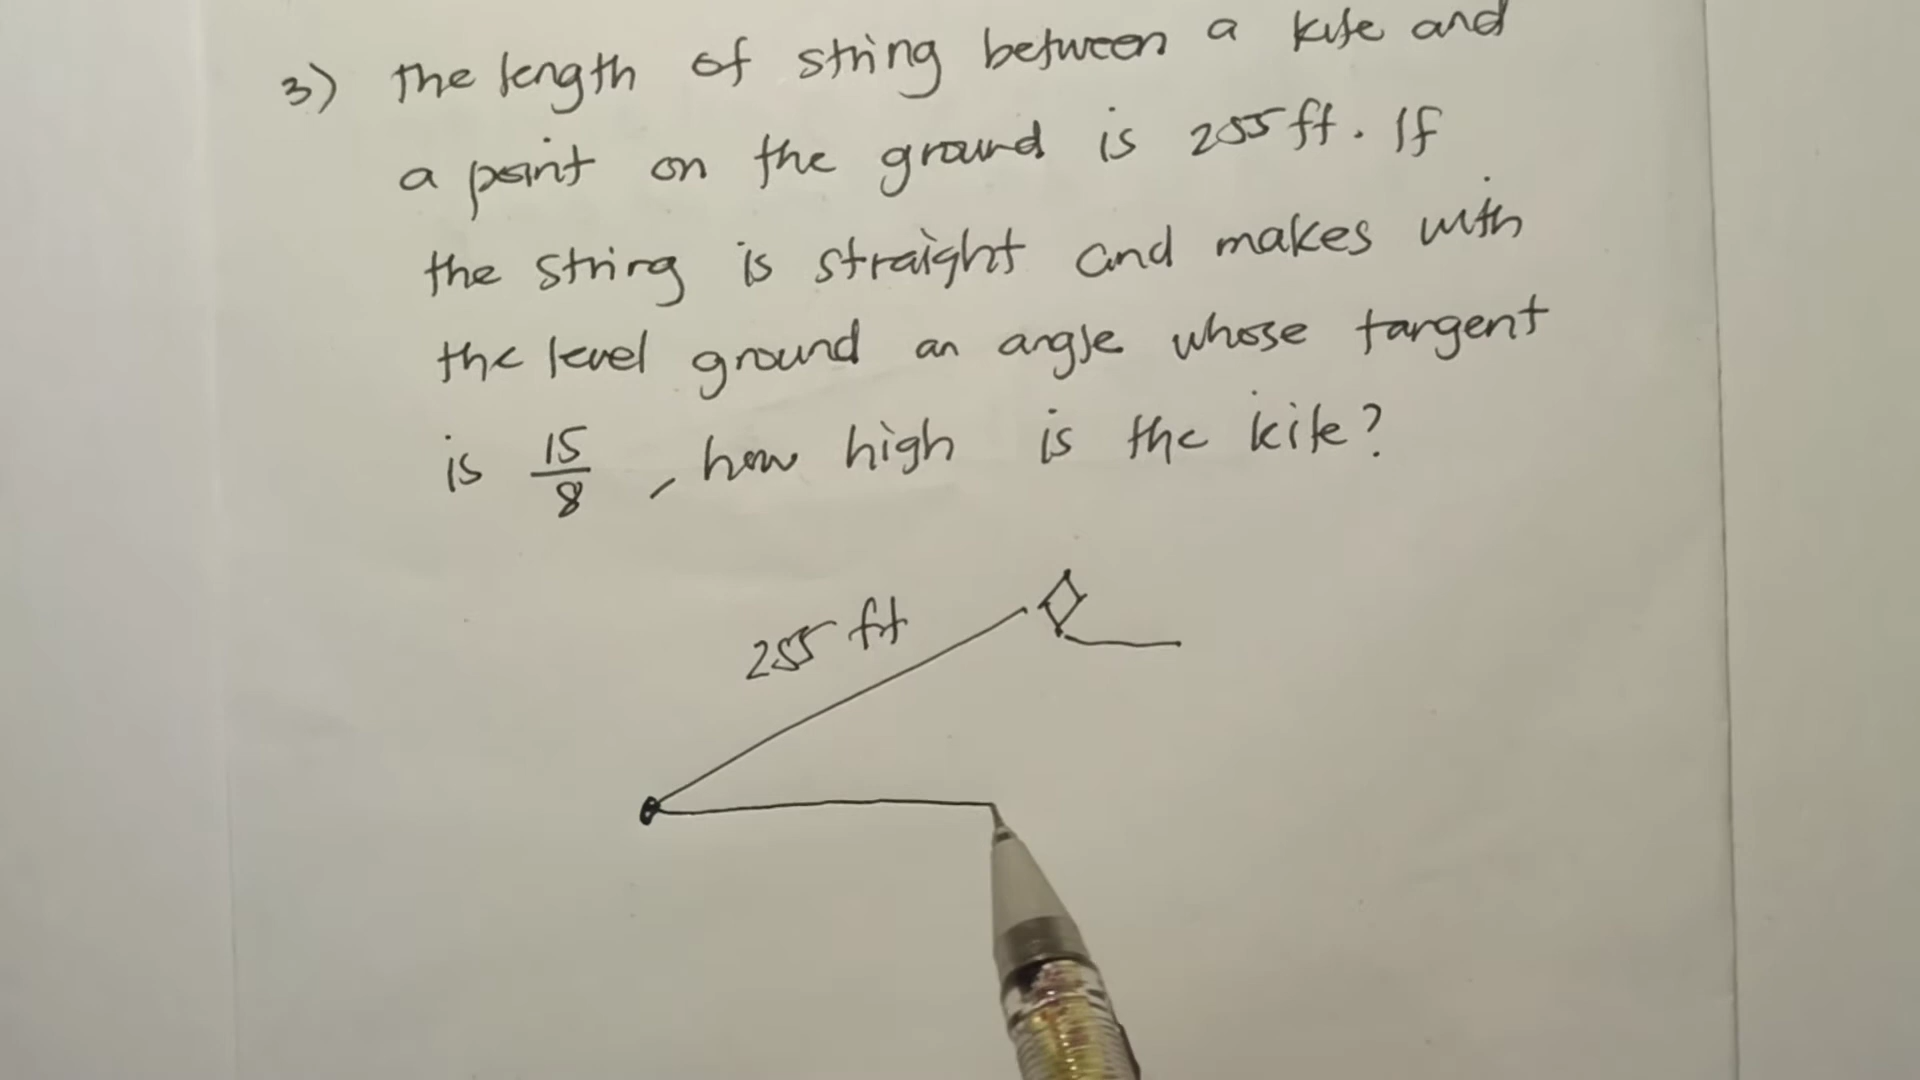 3) The length of string between a kite and
a point on the ground is 255 ft. If
the string is straight and makes with
the level ground an angle whose tangent
is 15/8, how high is the kite?
255 ft